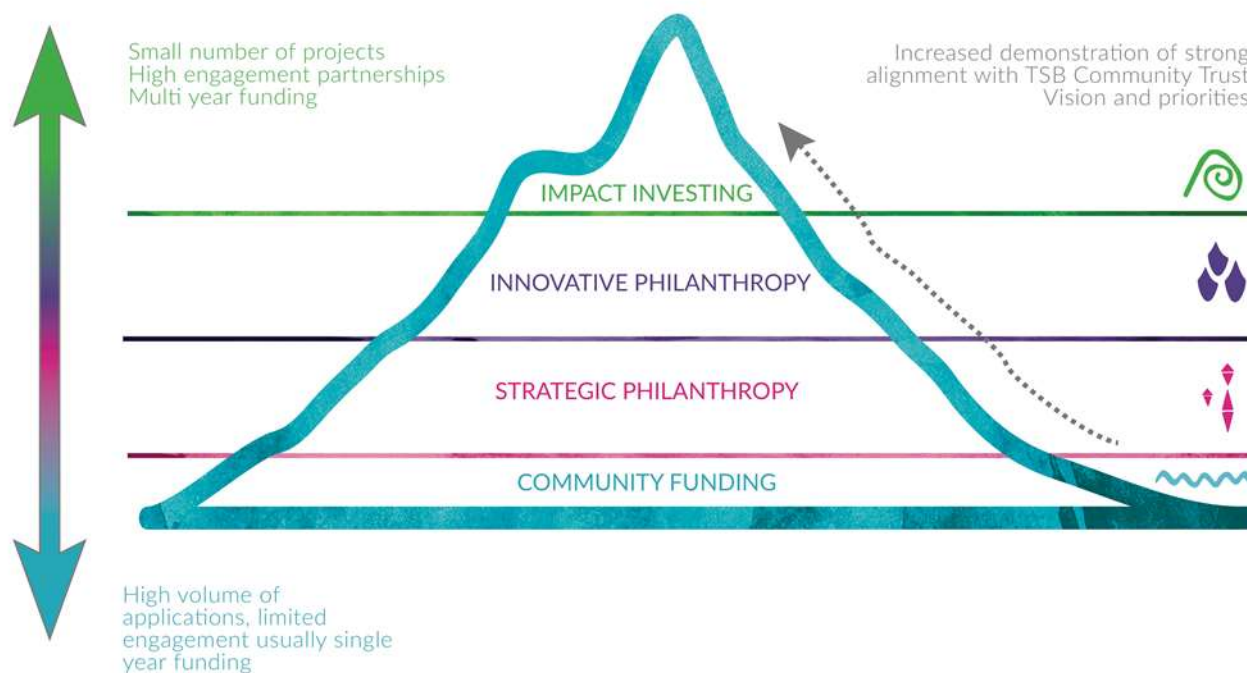 Small number of projects
High engagement partnerships
Multi year funding
Increased demonstration of strong
alignment with TSB Community Trust
Vision and priorities
IMPACT INVESTING
INNOVATIVE PHILANTHROPY
STRATEGIC PHILANTHROPY
COMMUNITY FUNDING
High volume of
applications, limited
engagement usually single
year funding